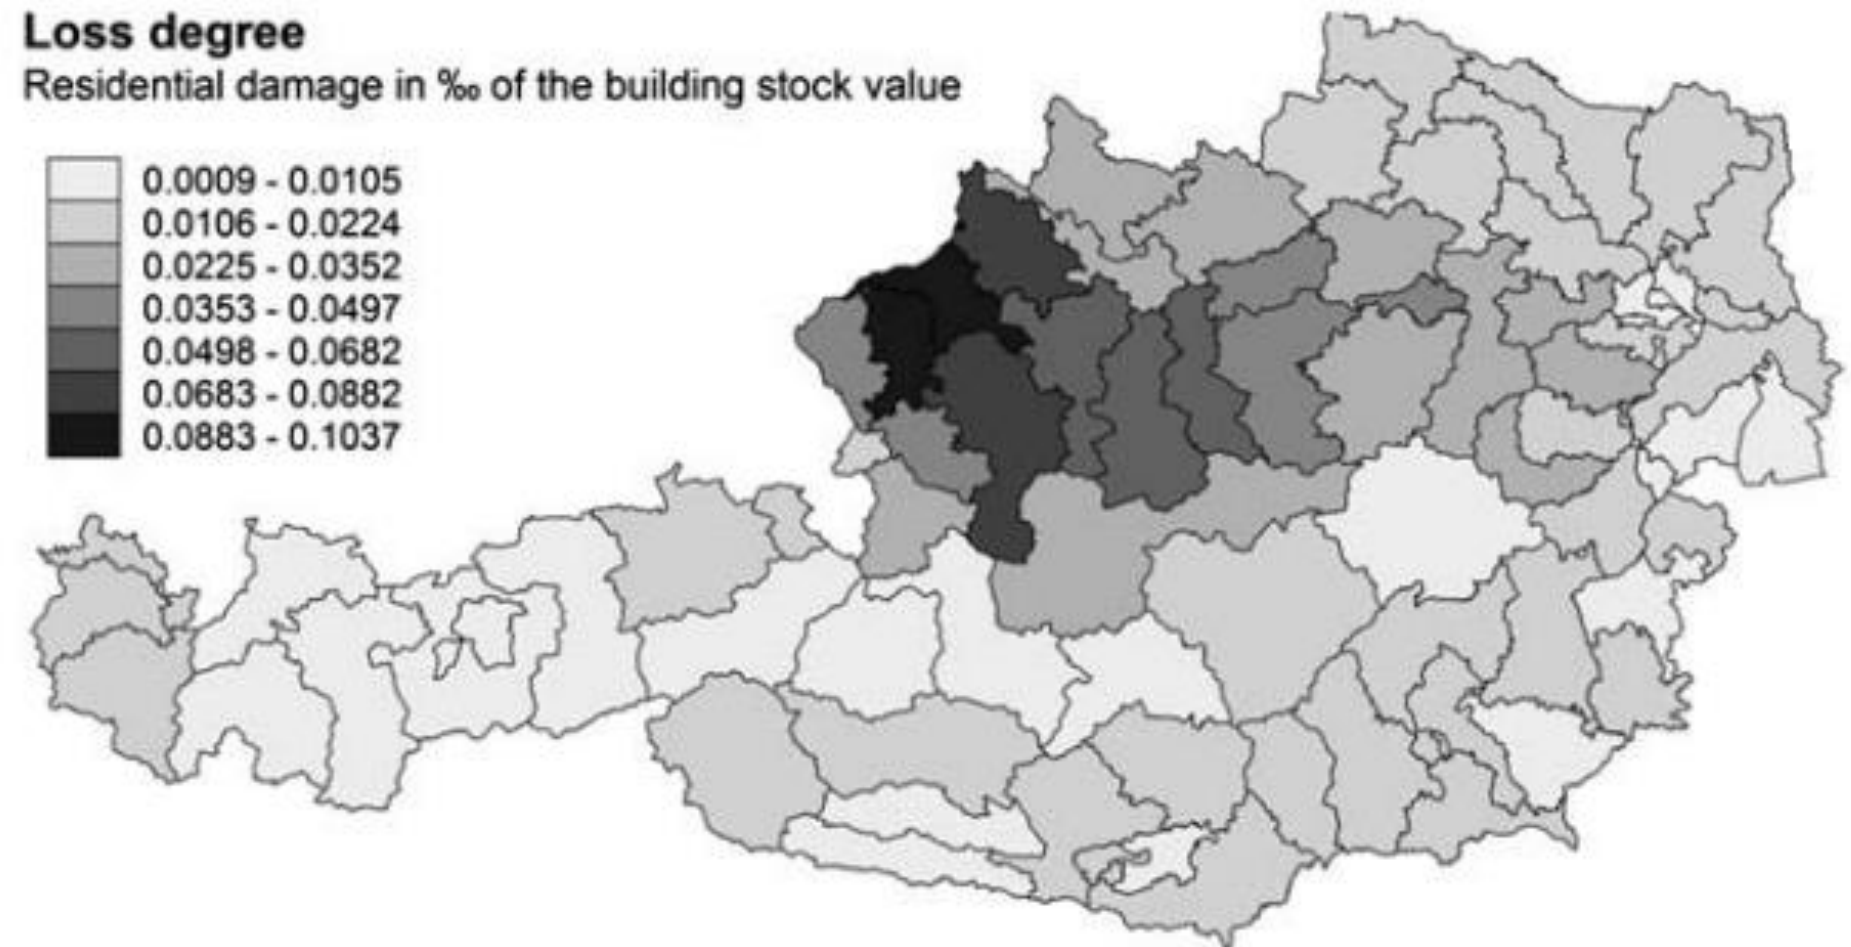 Loss degree
Residential damage in ‰ of the building stock value
0.0009 - 0.0105
0.0106 - 0.0224
0.0225 - 0.0352
0.0353 - 0.0497
0.0498 - 0.0682
0.0683 - 0.0882
0.0883 - 0.1037